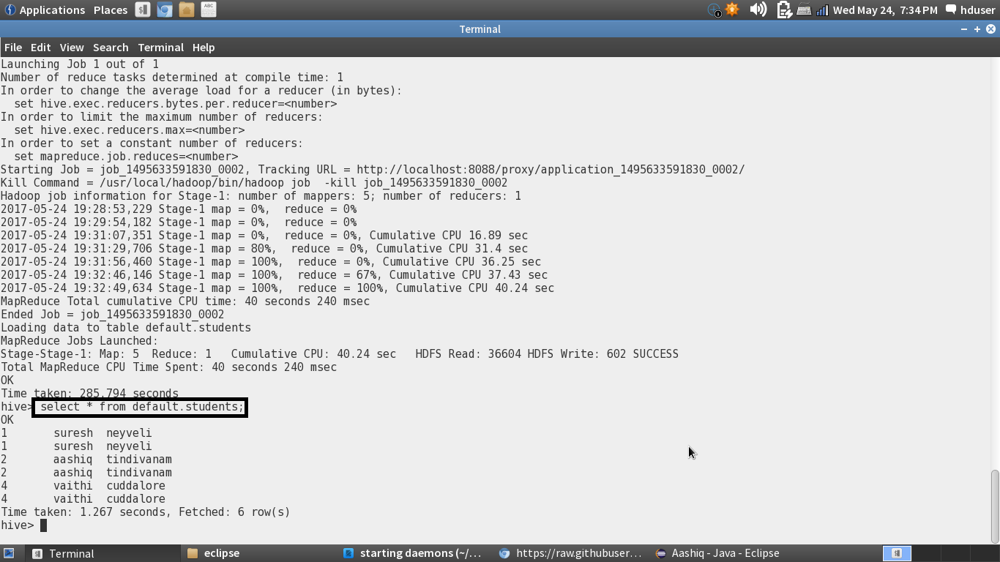 Applications Places ABC Wed May 24, 7:34 PM hduser
Terminal
File Edit View Search Terminal Help
Launching Job 1 out of 1
Number of reduce tasks determined at compile time: 1
In order to change the average load for a reducer (in bytes):
  set hive.exec.reducers.bytes.per.reducer=<number>
In order to limit the maximum number of reducers:
  set hive.exec.reducers.max=<number>
In order to set a constant number of reducers:
  set mapreduce.job.reduces=<number>
Starting Job = job_1495633591830_0002, Tracking URL = http://localhost:8088/proxy/application_1495633591830_0002/
Kill Command = /usr/local/hadoop/bin/hadoop job  -kill job_1495633591830_0002
Hadoop job information for Stage-1: number of mappers: 5; number of reducers: 1
2017-05-24 19:28:53,229 Stage-1 map = 0%,  reduce = 0%
2017-05-24 19:29:54,182 Stage-1 map = 0%,  reduce = 0%
2017-05-24 19:31:07,351 Stage-1 map = 0%,  reduce = 0%, Cumulative CPU 16.89 sec
2017-05-24 19:31:29,706 Stage-1 map = 80%,  reduce = 0%, Cumulative CPU 31.4 sec
2017-05-24 19:31:56,460 Stage-1 map = 100%,  reduce = 0%, Cumulative CPU 36.25 sec
2017-05-24 19:32:46,146 Stage-1 map = 100%,  reduce = 67%, Cumulative CPU 37.43 sec
2017-05-24 19:32:49,634 Stage-1 map = 100%,  reduce = 100%, Cumulative CPU 40.24 sec
MapReduce Total cumulative CPU time: 40 seconds 240 msec
Ended Job = job_1495633591830_0002
Loading data to table default.students
MapReduce Jobs Launched:
Stage-Stage-1: Map: 5  Reduce: 1   Cumulative CPU: 40.24 sec   HDFS Read: 36604 HDFS Write: 602 SUCCESS
Total MapReduce CPU Time Spent: 40 seconds 240 msec
OK
Time taken: 285.794 seconds
hive> select * from default.students;
OK
1       suresh  neyveli
1       suresh  neyveli
2       aashiq  tindivanam
2       aashiq  tindivanam
4       vaithi  cuddalore
4       vaithi  cuddalore
Time taken: 1.267 seconds, Fetched: 6 row(s)
hive>
Terminal eclipse starting daemons (~/... https://raw.githubuser... Aashiq - Java - Eclipse